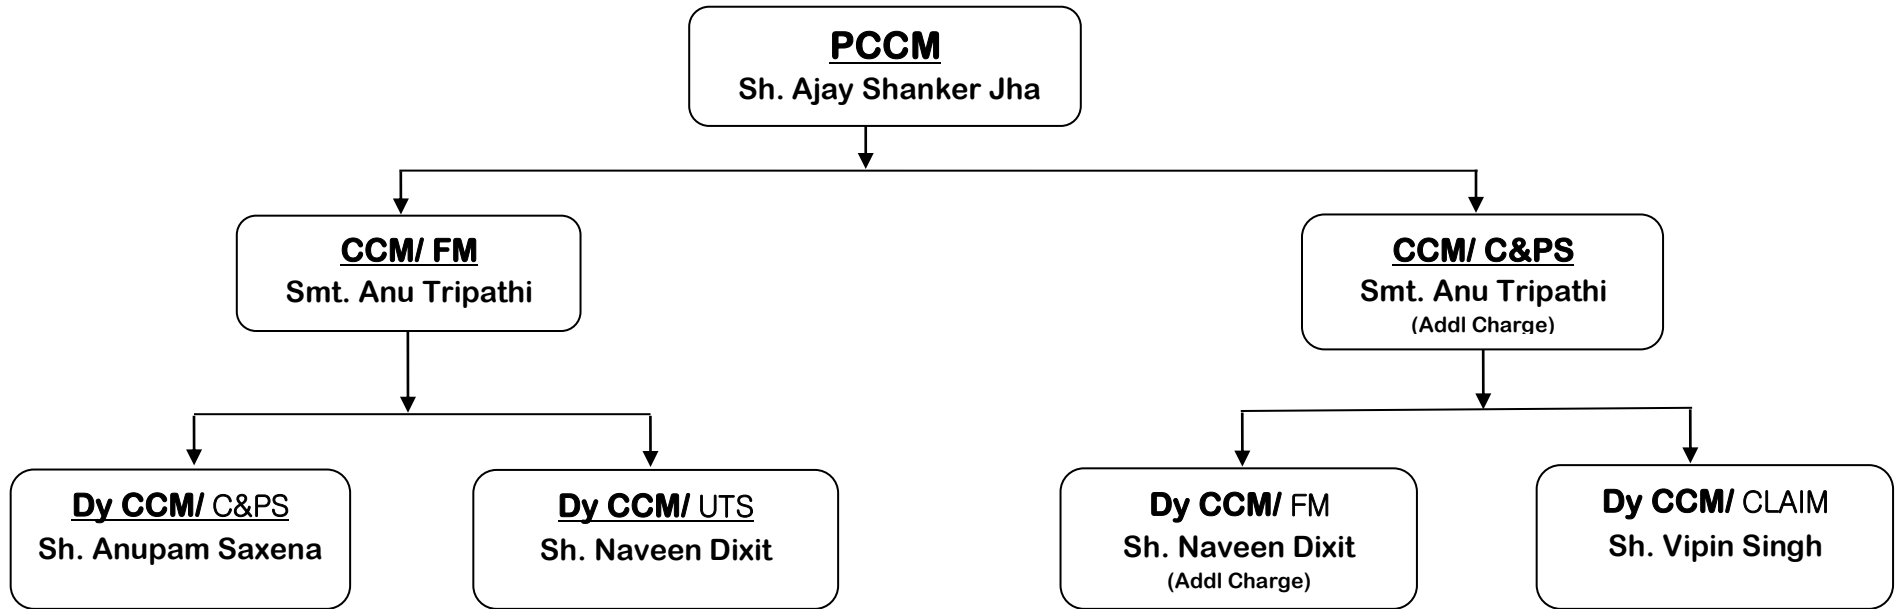 PCCM
Sh. Ajay Shanker Jha
CCM/ FM
Smt. Anu Tripathi
CCM/ C&PS
Smt. Anu Tripathi
(Addl Charge)
Dy CCM/ C&PS
Sh. Anupam Saxena
Dy CCM/ UTS
Sh. Naveen Dixit
Dy CCM/ FM
Sh. Naveen Dixit
(Addl Charge)
Dy CCM/ CLAIM
Sh. Vipin Singh